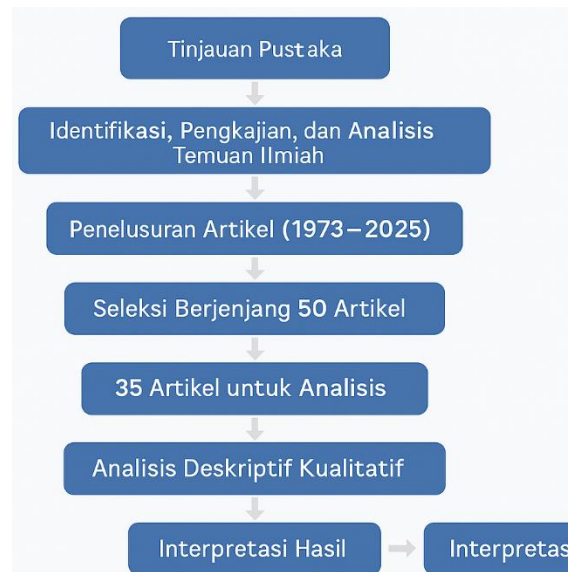 Tinjauan Pustaka
Identifikasi, Pengkajian, dan Analisis
Temuan Ilmiah
Penelusuran Artikel (1973–2025)
Seleksi Berjenjang 50 Artikel
35 Artikel untuk Analisis
Analisis Deskriptif Kualitatif
Interpretasi Hasil
Interpretas